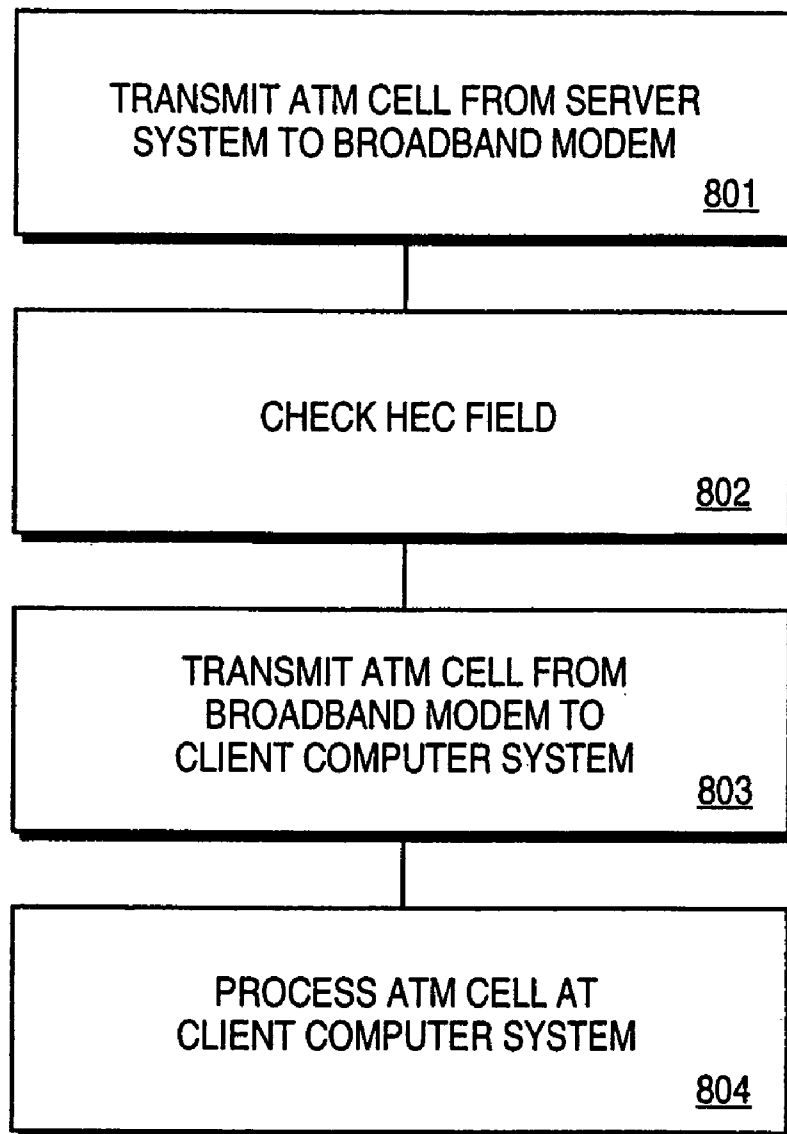 TRANSMIT ATM CELL FROM SERVER
SYSTEM TO BROADBAND MODEM
801
CHECK HEC FIELD
802
TRANSMIT ATM CELL FROM
BROADBAND MODEM TO
CLIENT COMPUTER SYSTEM
803
PROCESS ATM CELL AT
CLIENT COMPUTER SYSTEM
804